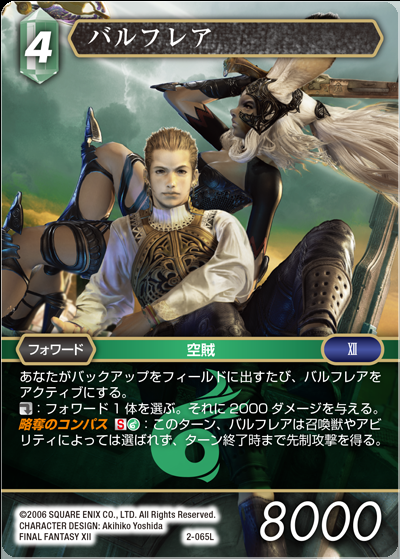 4
バルフレア
フォワード
空賊
XII
あなたがバックアップをフィールドに出すたび、バルフレアを
アクティブにする。
：フォワード1体を選ぶ。それに2000ダメージを与える。
略奪のコンパス S ：このターン、バルフレアは召喚獣やアビ
リティによっては選ばれず、ターン終了時まで先制攻撃を得る。
©2006 SQUARE ENIX CO., LTD. All Rights Reserved.
CHARACTER DESIGN: Akihiko Yoshida
FINAL FANTASY XII
2-065L
8000